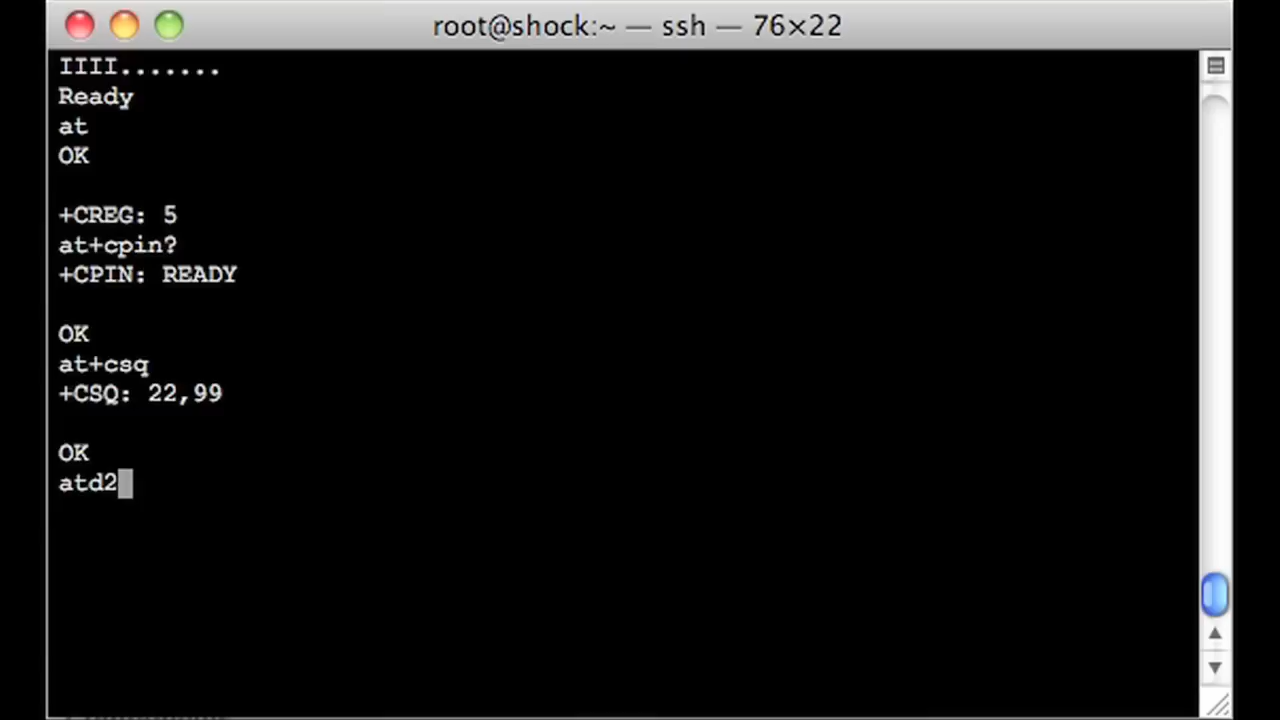 root@shock:~ — ssh — 76×22
IIII.......
Ready
at
OK
+CREG: 5
at+cpin?
+CPIN: READY
OK
at+csq
+CSQ: 22,99
OK
atd2